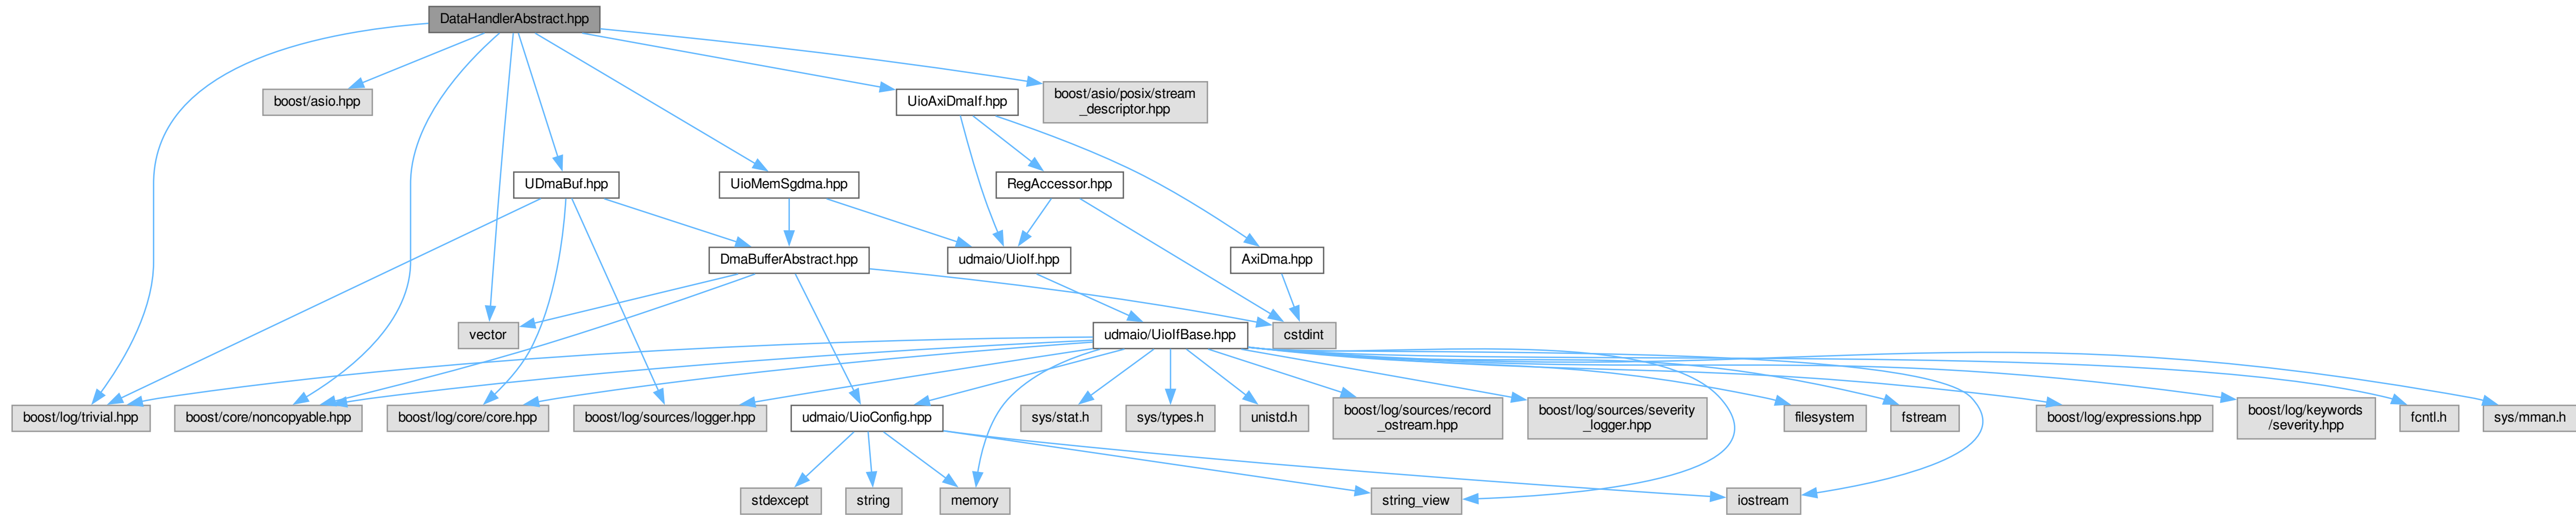 DataHandlerAbstract.hpp
boost/asio.hpp
UioAxiDmaIf.hpp
boost/asio/posix/stream
_descriptor.hpp
UDmaBuf.hpp
UioMemSgdma.hpp
RegAccessor.hpp
DmaBufferAbstract.hpp
udmaio/UioIf.hpp
AxiDma.hpp
vector
udmaio/UioIfBase.hpp
cstdint
boost/log/trivial.hpp
boost/core/noncopyable.hpp
boost/log/core/core.hpp
boost/log/sources/logger.hpp
udmaio/UioConfig.hpp
sys/stat.h
sys/types.h
unistd.h
boost/log/sources/record
_ostream.hpp
boost/log/sources/severity
_logger.hpp
filesystem
fstream
boost/log/expressions.hpp
boost/log/keywords
/severity.hpp
fcntl.h
sys/mman.h
stdexcept
string
memory
string_view
iostream